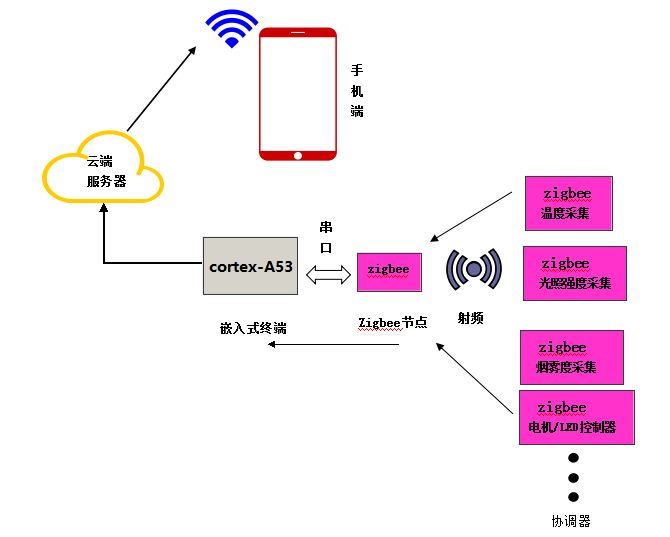 手
机
端
云端
服务器
zigbee
温度采集
串
口
cortex-A53
zigbee
zigbee
光照强度采集
嵌入式终端
Zigbee节点
射频
zigbee
烟雾度采集
zigbee
电机/LED控制器
协调器